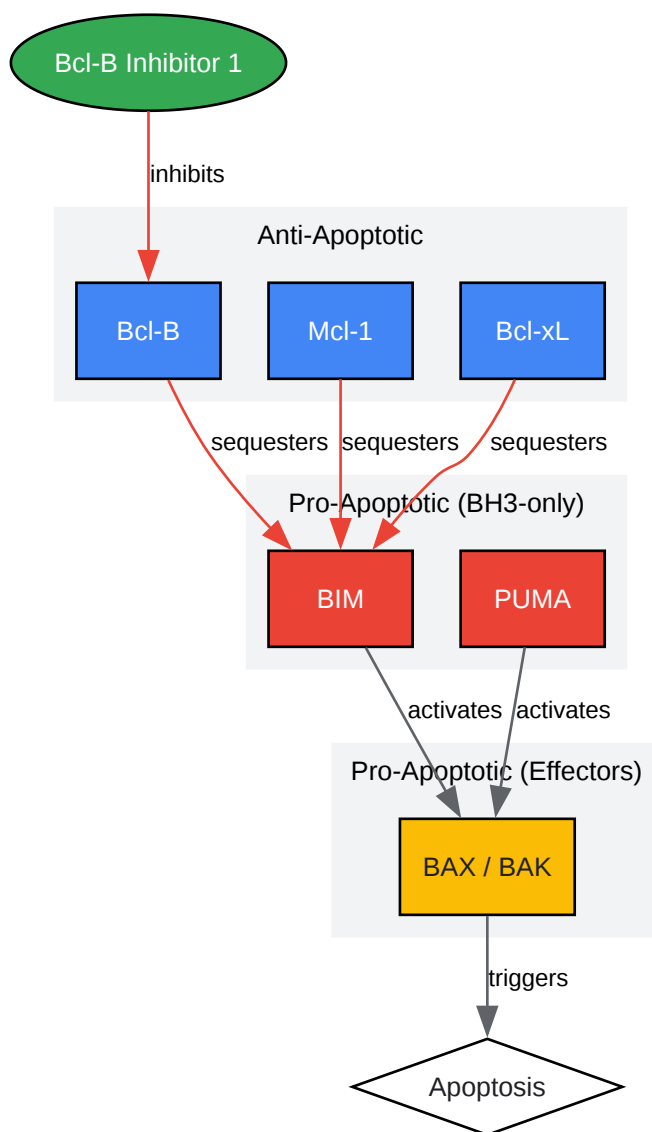 Bcl-B Inhibitor 1
inhibits
Anti-Apoptotic
Bcl-B
Mcl-1
Bcl-xL
sequesters
sequesters
sequesters
Pro-Apoptotic (BH3-only)
BIM
PUMA
activates
activates
Pro-Apoptotic (Effectors)
BAX / BAK
triggers
Apoptosis